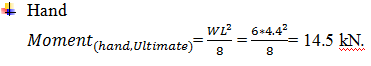 Hand
Moment(hand,Ultimate)= WL²/8 = 6*4.4²/8 = 14.5 kN.